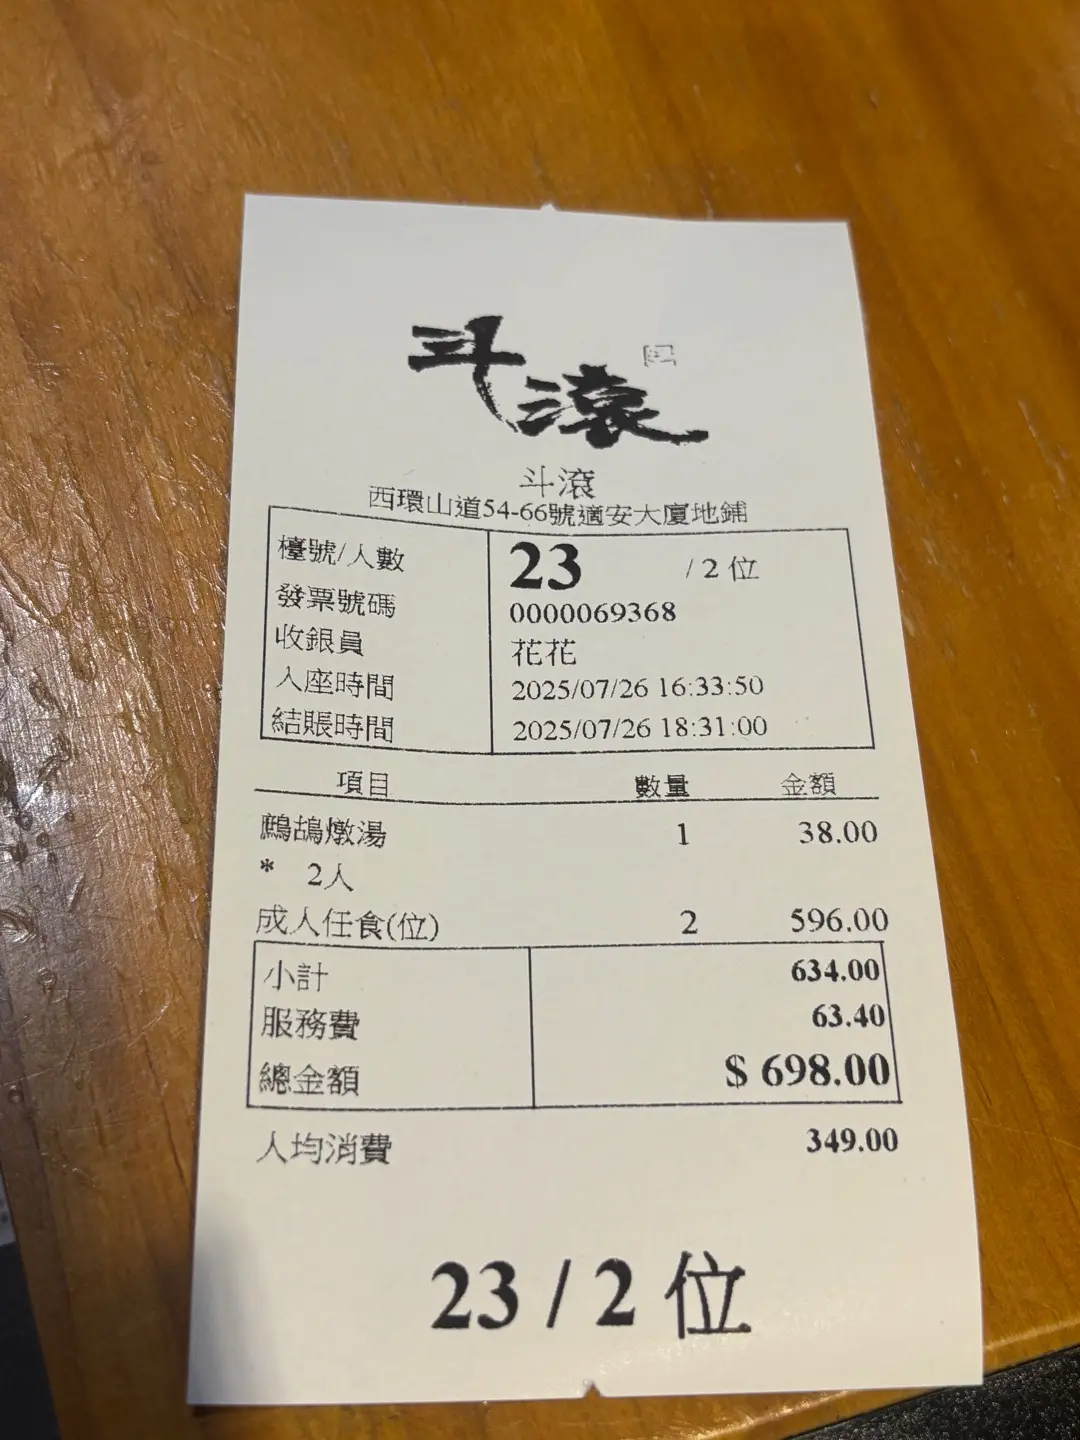 斗滾
斗滾
西環山道54-66號適安大廈地鋪
檯號/人數 23 / 2 位
發票號碼 0000069368
收銀員 花花
入座時間 2025/07/26 16:33:50
結賬時間 2025/07/26 18:31:00
項目 數量 金額
鷓鴣燉湯 1 38.00
* 2人
成人任食(位) 2 596.00
小計 634.00
服務費 63.40
總金額 $ 698.00
人均消費 349.00
23 / 2 位